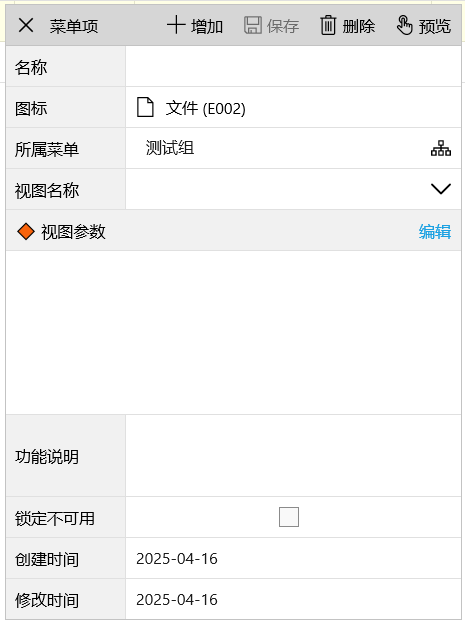 菜单项 增加 保存 删除 预览
名称
图标 文件 (E002)
所属菜单 测试组
视图名称
视图参数 编辑
功能说明
锁定不可用
创建时间 2025-04-16
修改时间 2025-04-16